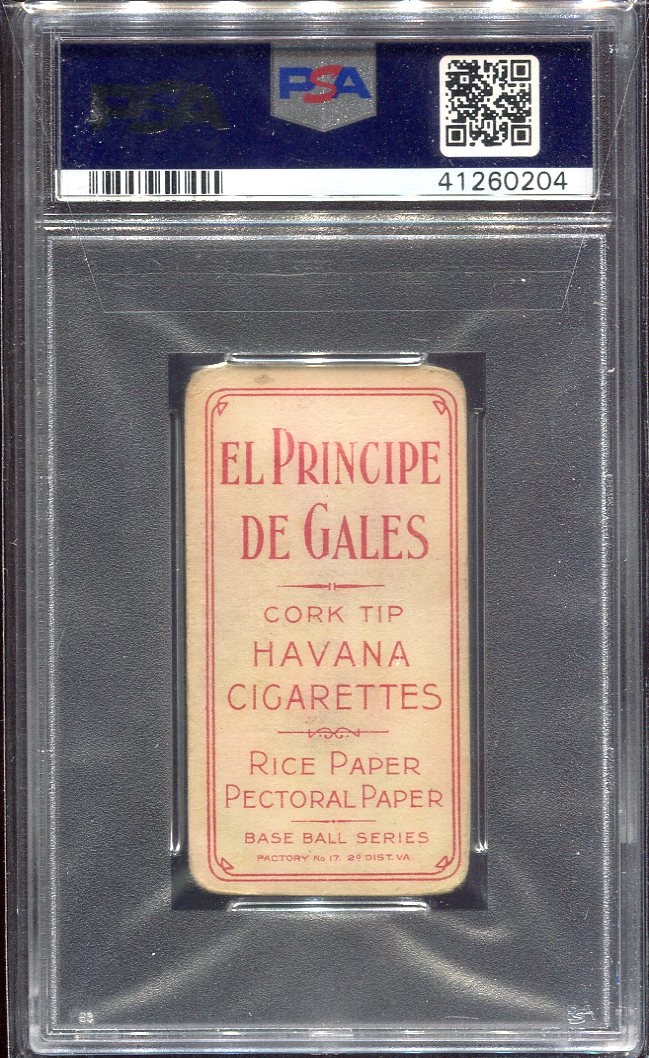 PSA
PSA
41260204
EL PRINCIPE
DE GALES
CORK TIP
HAVANA
CIGARETTES
RICE PAPER
PECTORAL PAPER
BASE BALL SERIES
FACTORY No 17. 2d DIST. VA.